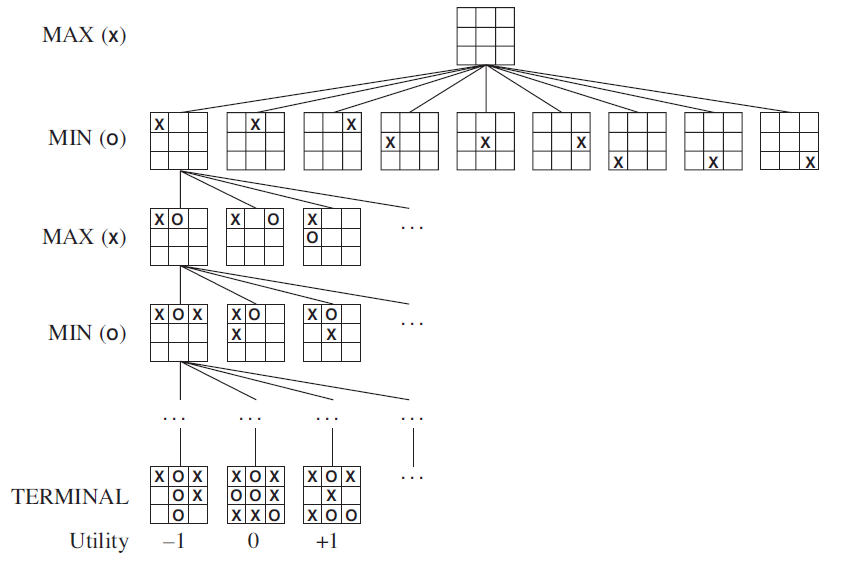 MAX (X)
X X X X X X X X X
MIN (O)
X O X O X
MAX (X)
O
...
X O X X O X O
MIN (O)
X X
...
... ... ... ...
X O X X O X X O X
TERMINAL
O X O O X X
...
O X X O X O O
Utility
–1 0 +1